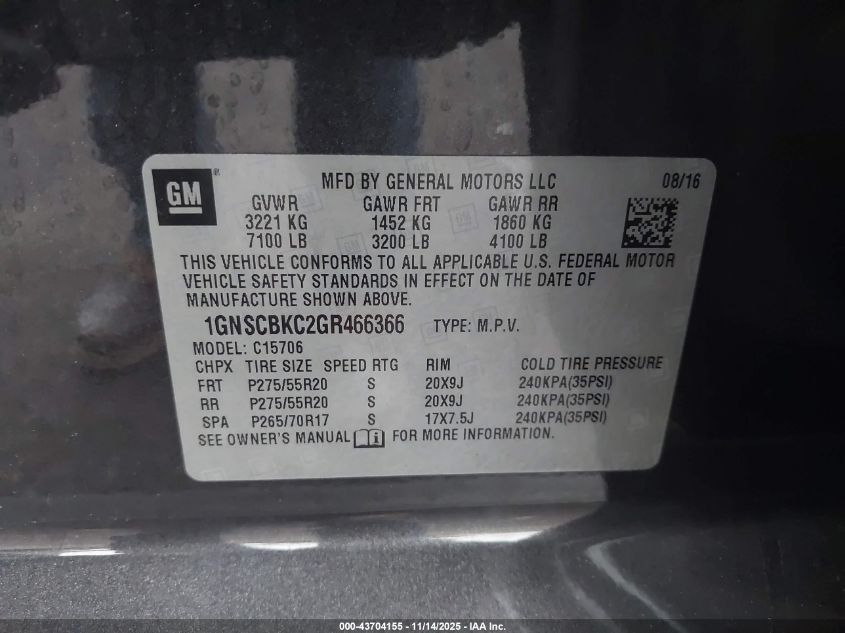 GM
MFD BY GENERAL MOTORS LLC 08/16
GVWR GAWR FRT GAWR RR
3221 KG 1452 KG 1860 KG
7100 LB 3200 LB 4100 LB
THIS VEHICLE CONFORMS TO ALL APPLICABLE U.S. FEDERAL MOTOR
VEHICLE SAFETY STANDARDS IN EFFECT ON THE DATE OF
MANUFACTURE SHOWN ABOVE.
1GNSCBKC2GR466366 TYPE: M.P.V.
MODEL: C15706
CHPX TIRE SIZE SPEED RTG RIM COLD TIRE PRESSURE
FRT P275/55R20 S 20X9J 240KPA(35PSI)
RR P275/55R20 S 20X9J 240KPA(35PSI)
SPA P265/70R17 S 17X7.5J 240KPA(35PSI)
SEE OWNER'S MANUAL i FOR MORE INFORMATION.
000-43704155 - 11/14/2025 - IAA Inc.